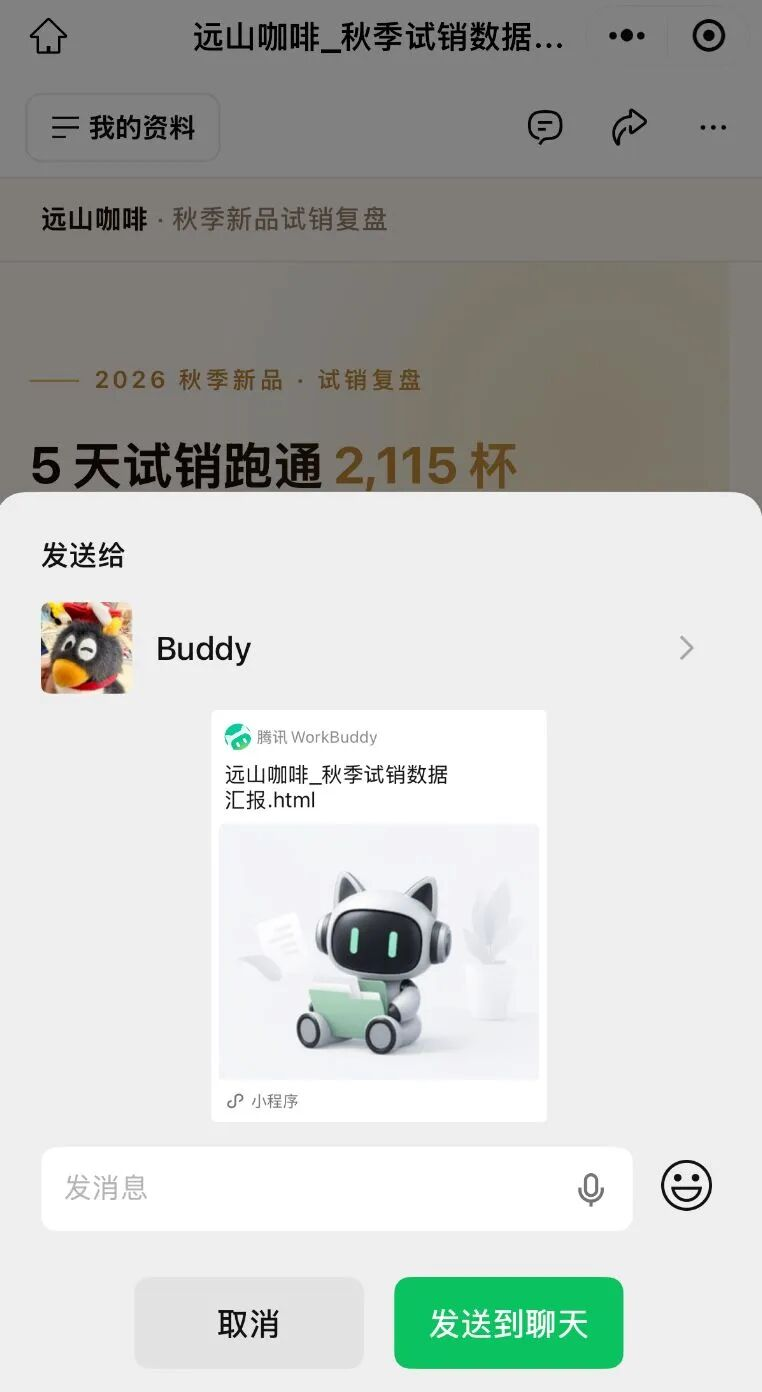 远山咖啡_秋季试销数据...
我的资料
远山咖啡 · 秋季新品试销复盘
2026 秋季新品 · 试销复盘
5 天试销跑通 2,115 杯
发送给
Buddy
腾讯 WorkBuddy
远山咖啡_秋季试销数据
汇报.html
小程序
发消息
取消
发送到聊天